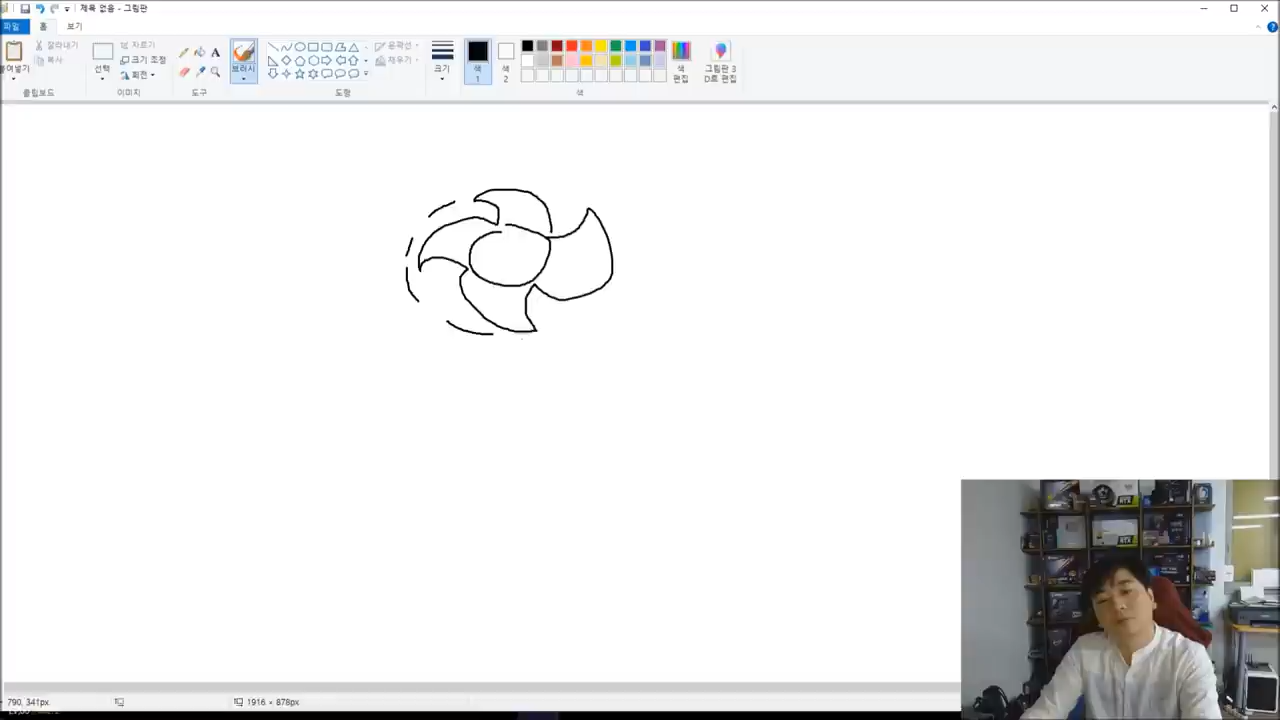 제목 없음 - 그림판
파일 홈 보기
붙여넣기
잘라내기
복사
클립보드
선택
자르기
크기 조정
회전
이미지
A
도구
브러시
윤곽선
채우기
도형
크기
색
1
색
2
색
편집
그림판 3
D로 편집
색
790, 341px
1916 × 878px